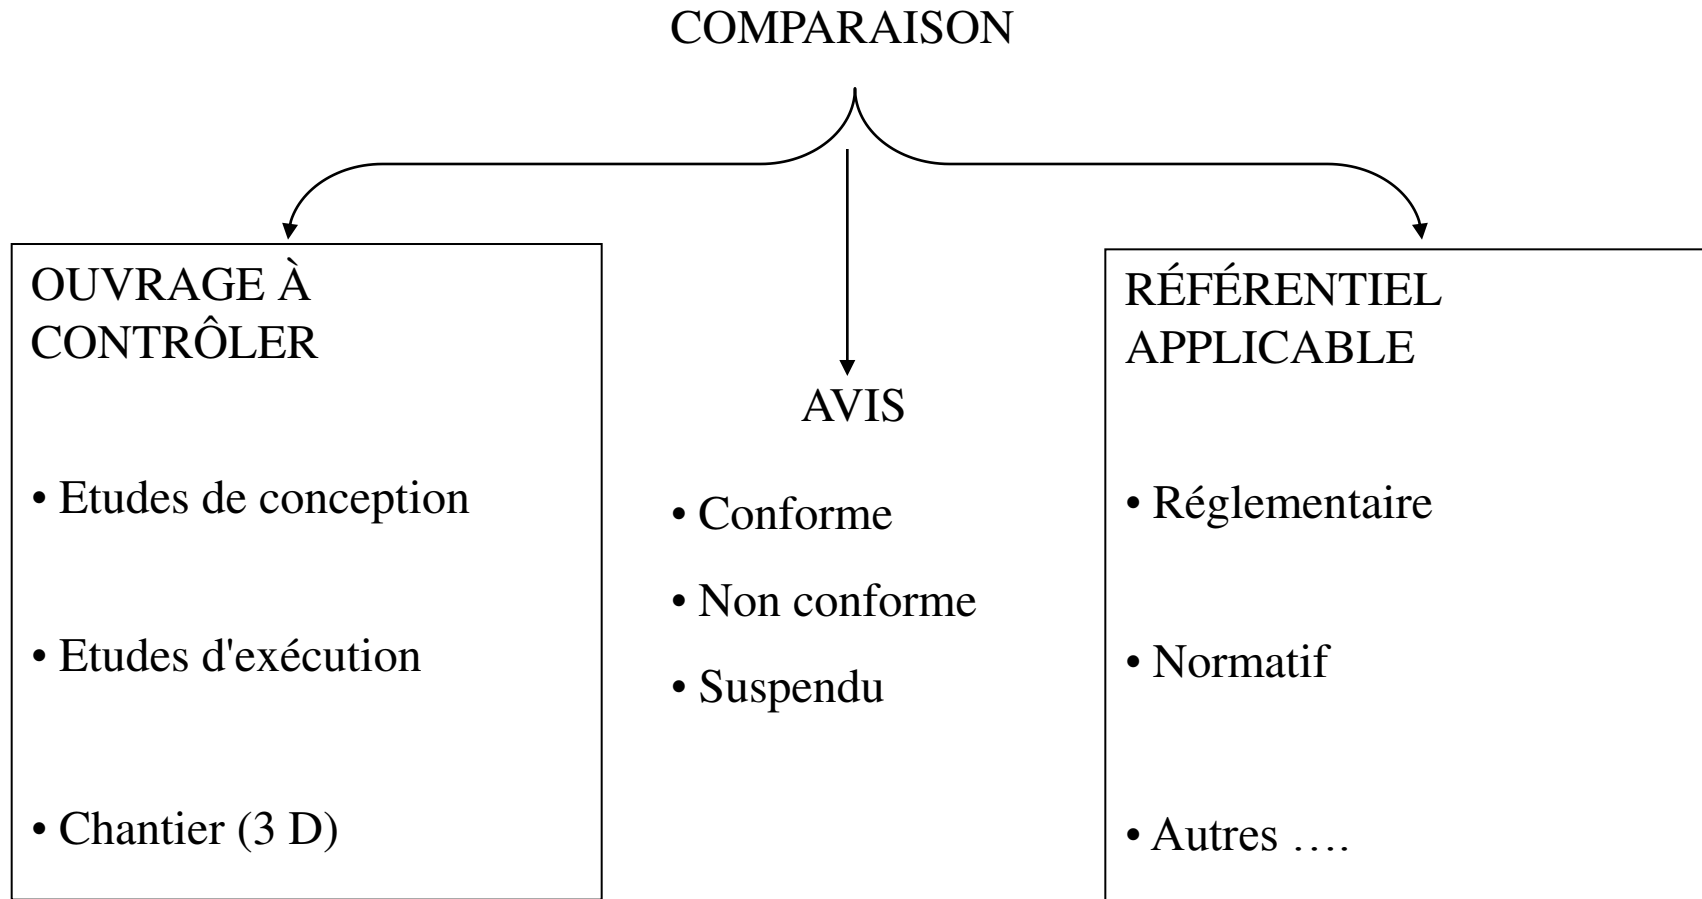 COMPARAISON
OUVRAGE À
CONTRÔLER
• Etudes de conception
• Etudes d'exécution
• Chantier (3 D)
AVIS
• Conforme
• Non conforme
• Suspendu
RÉFÉRENTIEL
APPLICABLE
• Réglementaire
• Normatif
• Autres ….